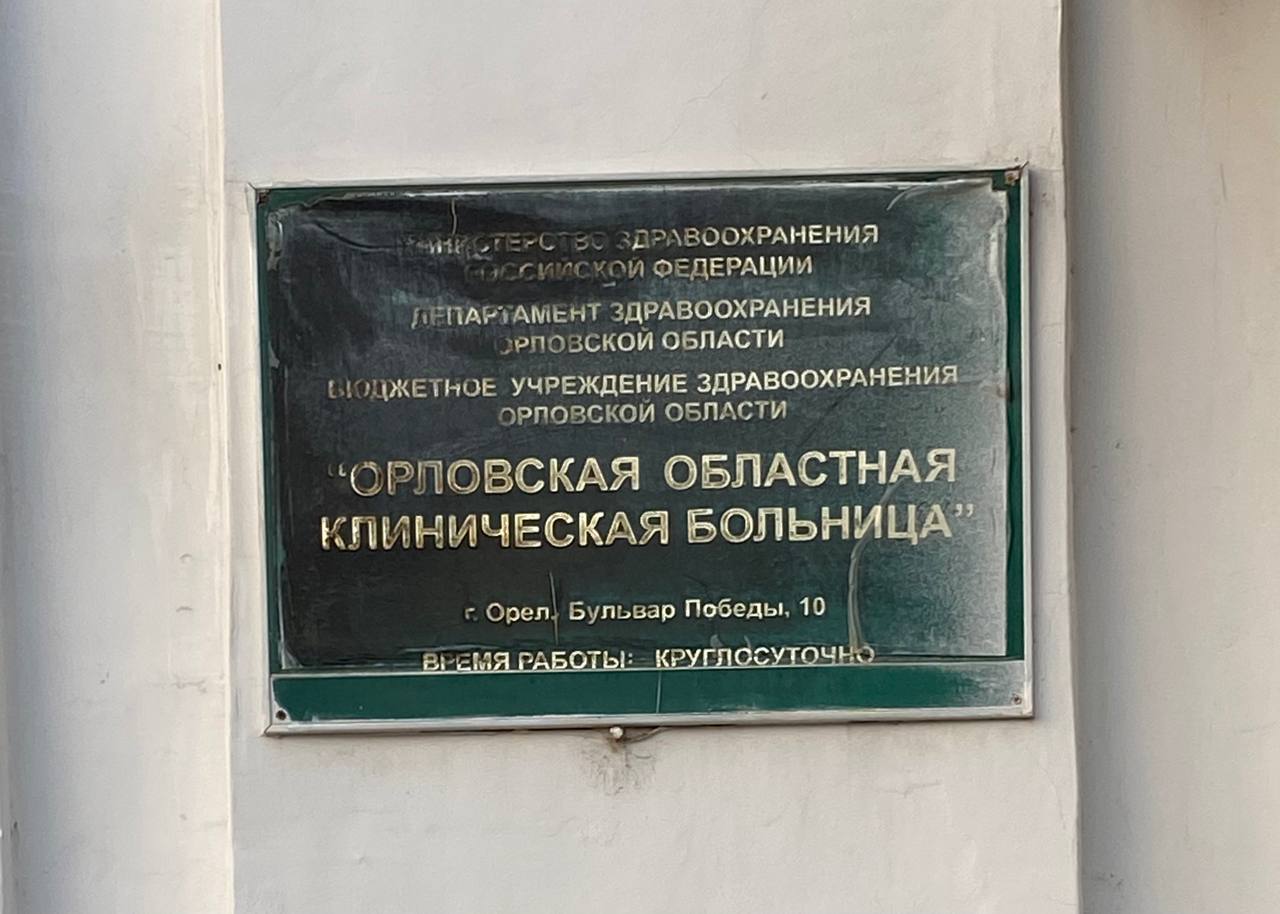 МИНИСТЕРСТВО ЗДРАВООХРАНЕНИЯ
РОССИЙСКОЙ ФЕДЕРАЦИИ
ДЕПАРТАМЕНТ ЗДРАВООХРАНЕНИЯ
ОРЛОВСКОЙ ОБЛАСТИ
БЮДЖЕТНОЕ УЧРЕЖДЕНИЕ ЗДРАВООХРАНЕНИЯ
ОРЛОВСКОЙ ОБЛАСТИ
“ОРЛОВСКАЯ ОБЛАСТНАЯ
КЛИНИЧЕСКАЯ БОЛЬНИЦА”
г. Орел, Бульвар Победы, 10
ВРЕМЯ РАБОТЫ: КРУГЛОСУТОЧНО